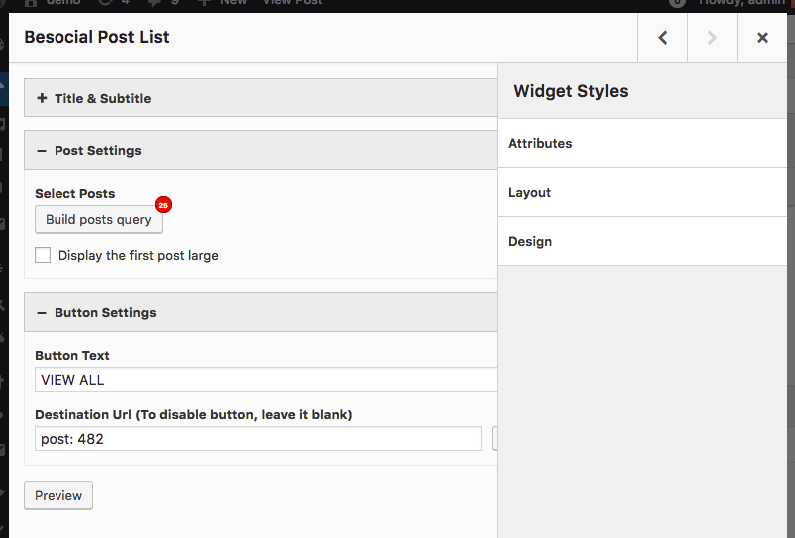 demo 4 9 New View Post Howdy, admin
Besocial Post List
Title & Subtitle
Post Settings
Select Posts
25
Build posts query
Display the first post large
Button Settings
Button Text
VIEW ALL
Destination Url (To disable button, leave it blank)
post: 482
Preview
Widget Styles
Attributes
Layout
Design